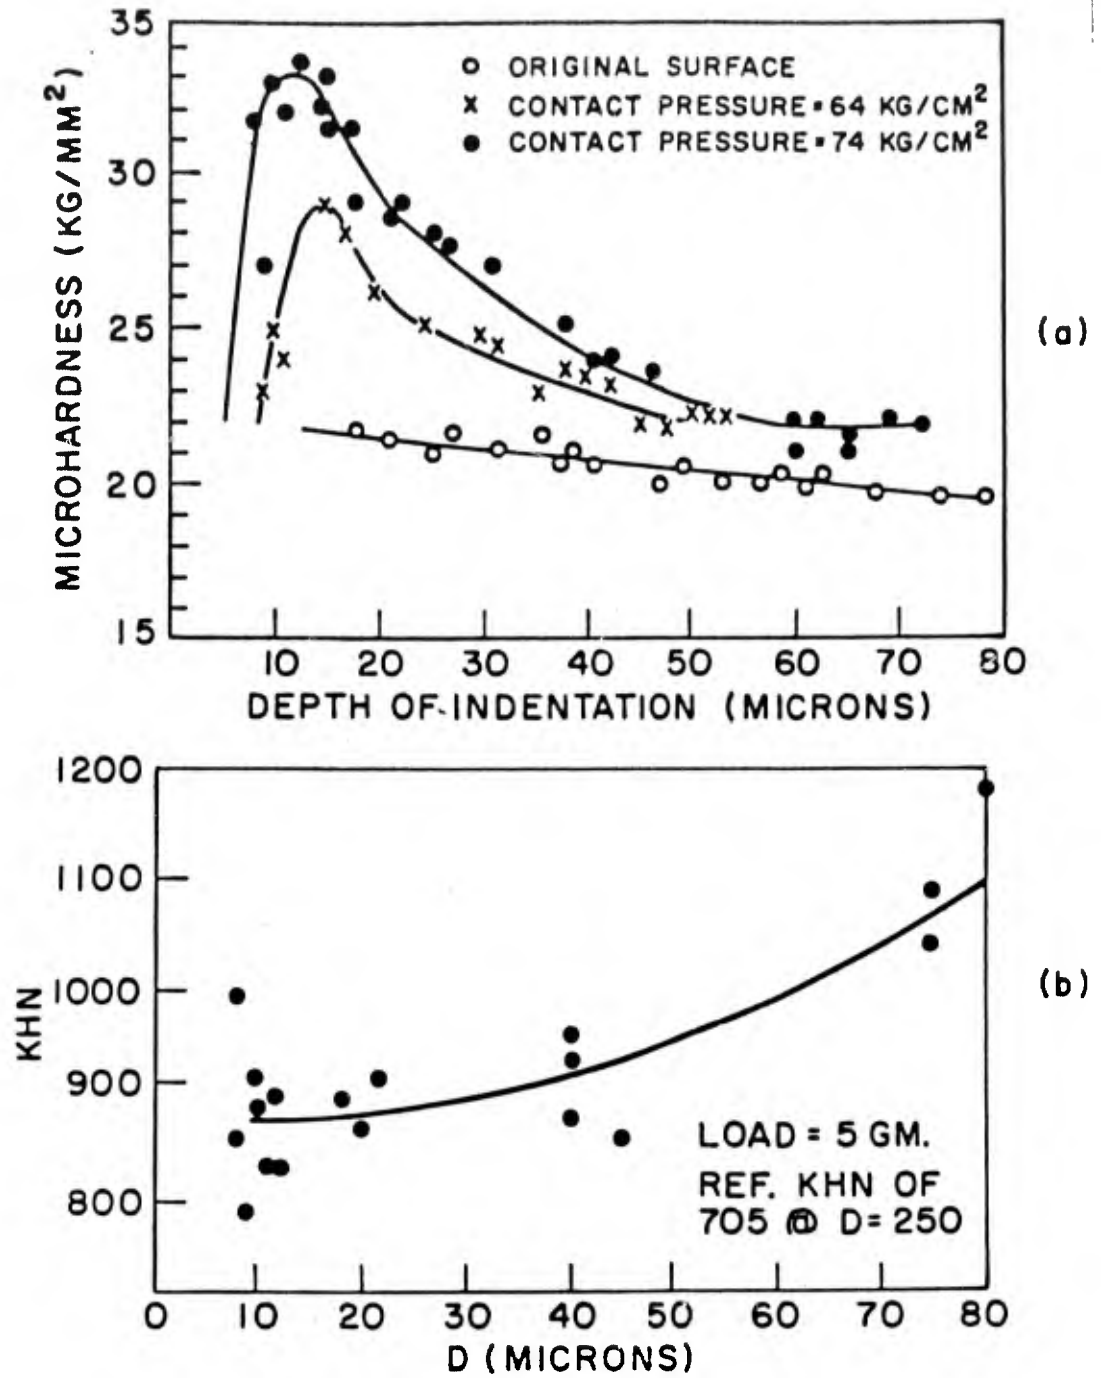 35
30
25
20
15
MICROHARDNESS (KG/MM²)
O ORIGINAL SURFACE
X CONTACT PRESSURE = 64 KG/CM²
● CONTACT PRESSURE = 74 KG/CM²
(a)
10 20 30 40 50 60 70 80
DEPTH OF INDENTATION (MICRONS)
1200
1100
1000
900
800
KHN
(b)
LOAD = 5 GM.
REF. KHN OF
705 @ D = 250
0 10 20 30 40 50 60 70 80
D (MICRONS)